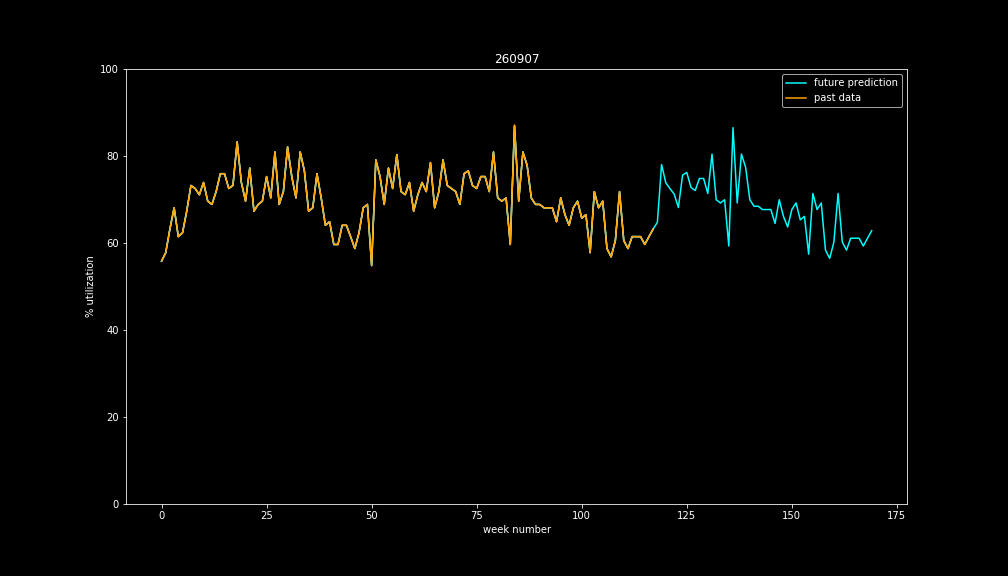 260907
100
80
60
40
20
0
% utilization
0 25 50 75 100 125 150 175
week number
future prediction
past data